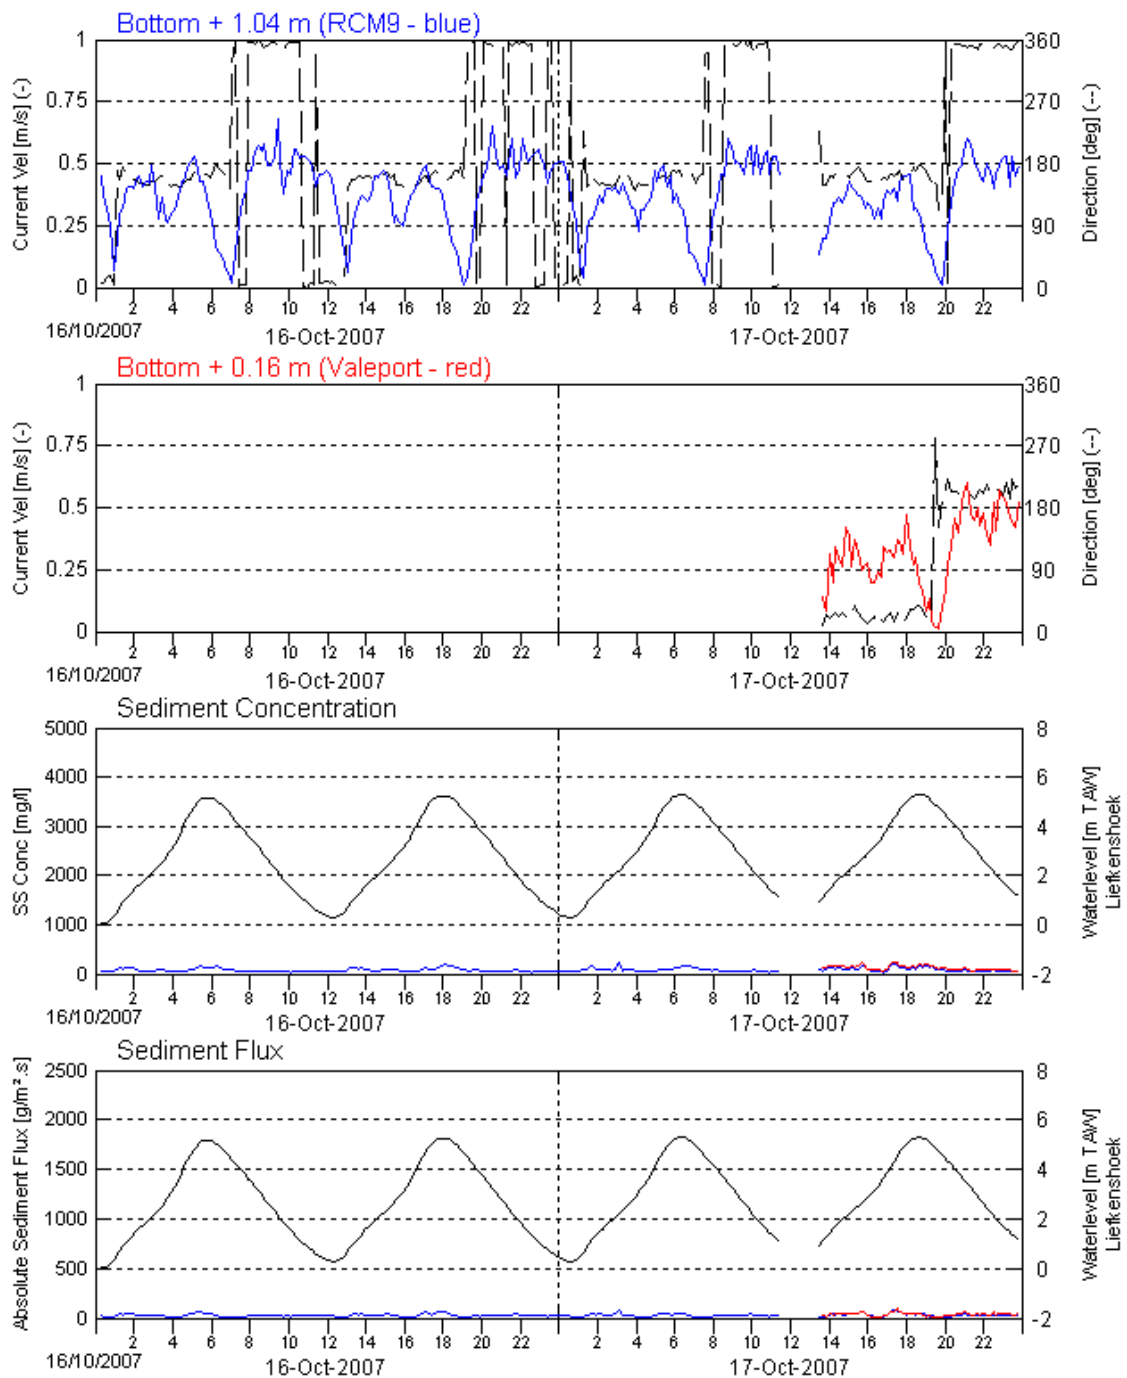 Bottom + 1.04 m (RCM9 - blue)
1 0.75 0.5 0.25 0
Current Vel [m/s] (-)
360 270 180 90 0
Direction [deg] (--)
2 4 6 8 10 12 14 16 18 20 22 2 4 6 8 10 12 14 16 18 20 22
16/10/2007 16-Oct-2007 17-Oct-2007
Bottom + 0.16 m (Valeport - red)
1 0.75 0.5 0.25 0
Current Vel [m/s] (-)
360 270 180 90 0
Direction [deg] (--)
2 4 6 8 10 12 14 16 18 20 22 2 4 6 8 10 12 14 16 18 20 22
16/10/2007 16-Oct-2007 17-Oct-2007
Sediment Concentration
5000 4000 3000 2000 1000 0
SS Conc [mg/l]
8 6 4 2 0 -2
Waterlevel [m TAW]
Liefkenshoek
2 4 6 8 10 12 14 16 18 20 22 2 4 6 8 10 12 14 16 18 20 22
16/10/2007 16-Oct-2007 17-Oct-2007
Sediment Flux
2500 2000 1500 1000 500 0
Absolute Sediment Flux [g/m².s]
8 6 4 2 0 -2
Waterlevel [m TAW]
Liefkenshoek
2 4 6 8 10 12 14 16 18 20 22 2 4 6 8 10 12 14 16 18 20 22
16/10/2007 16-Oct-2007 17-Oct-2007